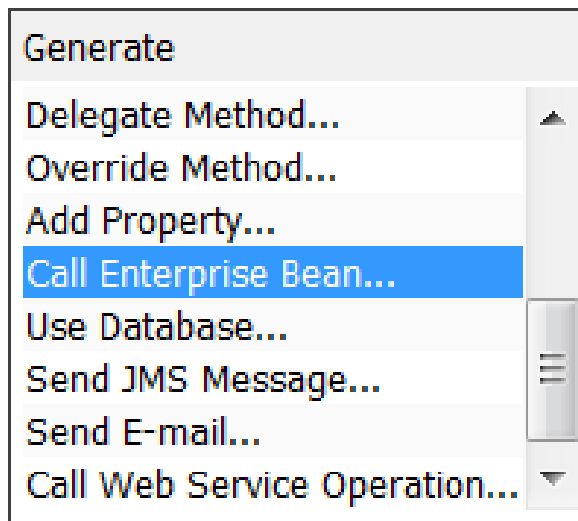 Generate
Delegate Method...
Override Method...
Add Property...
Call Enterprise Bean...
Use Database...
Send JMS Message...
Send E-mail...
Call Web Service Operation...